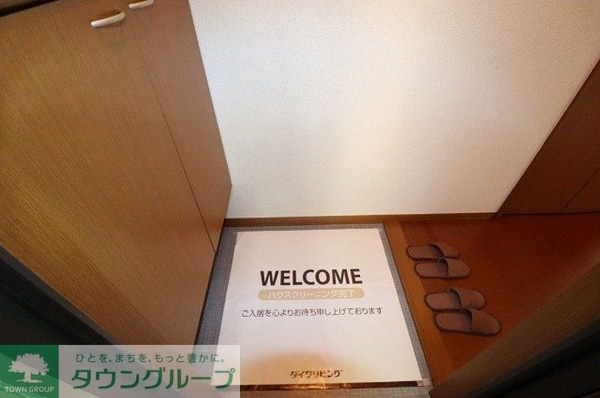 WELCOME
ハウスクリーニング完了
ご入居を心よりお待ち申し上げております
ダイワリビング
ひとを、まちを、もっと豊かに。
タウングループ
TOWN GROUP